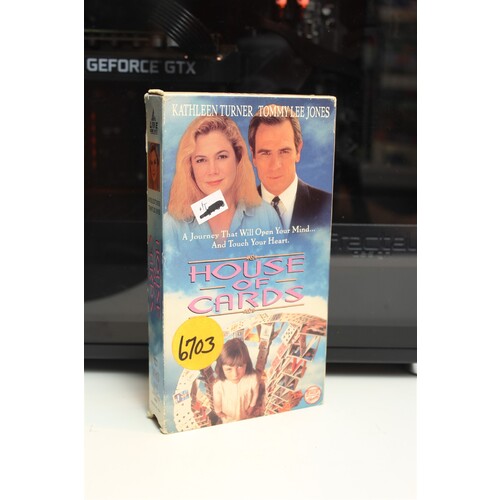 GEFORCE GTX
KATHLEEN TURNER TOMMY LEE JONES
A Journey That Will Open Your Mind...
And Touch Your Heart.
HOUSE
OF
CARDS
6703